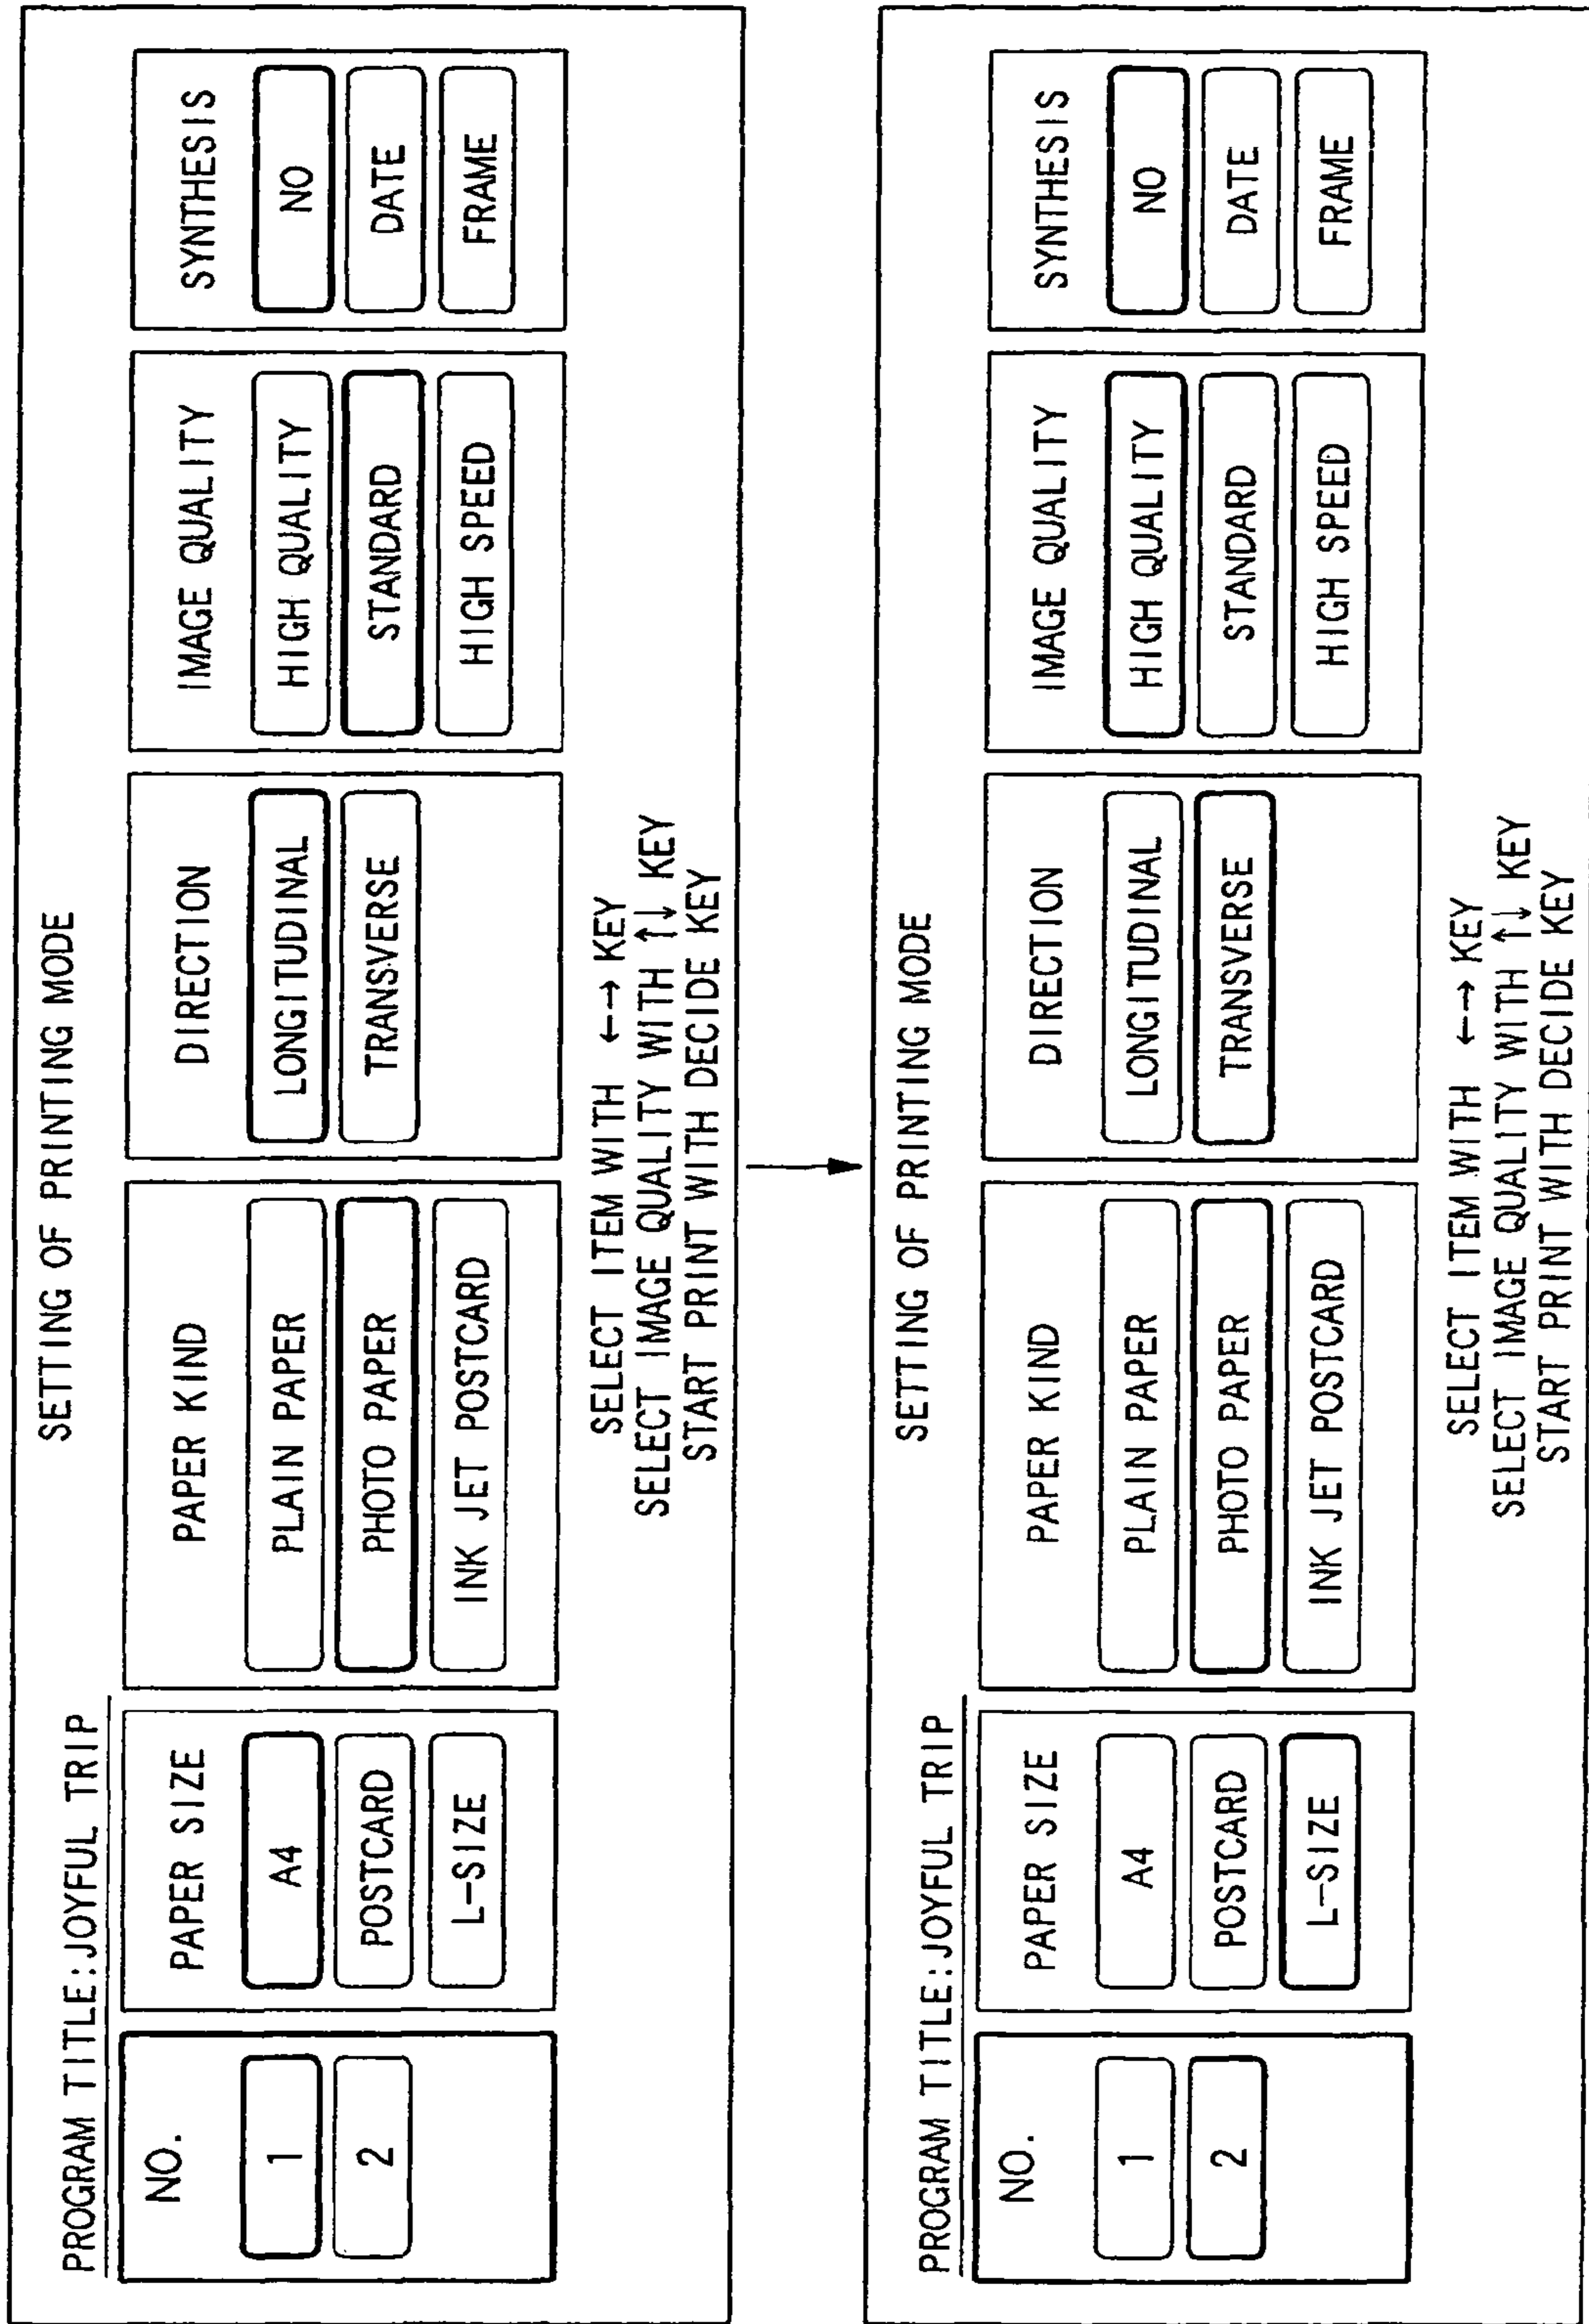 SETTING OF PRINTING MODE
PROGRAM TITLE:JOYFUL TRIP
NO.
1
2
PAPER SIZE
A4
POSTCARD
L-SIZE
PAPER KIND
PLAIN PAPER
PHOTO PAPER
INK JET POSTCARD
DIRECTION
LONGITUDINAL
TRANSVERSE
IMAGE QUALITY
HIGH QUALITY
STANDARD
HIGH SPEED
SYNTHESIS
NO
DATE
FRAME
SELECT ITEM WITH ←→ KEY
SELECT IMAGE QUALITY WITH ↑↓ KEY
START PRINT WITH DECIDE KEY
SETTING OF PRINTING MODE
PROGRAM TITLE:JOYFUL TRIP
NO.
1
2
PAPER SIZE
A4
POSTCARD
L-SIZE
PAPER KIND
PLAIN PAPER
PHOTO PAPER
INK JET POSTCARD
DIRECTION
LONGITUDINAL
TRANSVERSE
IMAGE QUALITY
HIGH QUALITY
STANDARD
HIGH SPEED
SYNTHESIS
NO
DATE
FRAME
SELECT ITEM WITH ←→ KEY
SELECT IMAGE QUALITY WITH ↑↓ KEY
START PRINT WITH DECIDE KEY